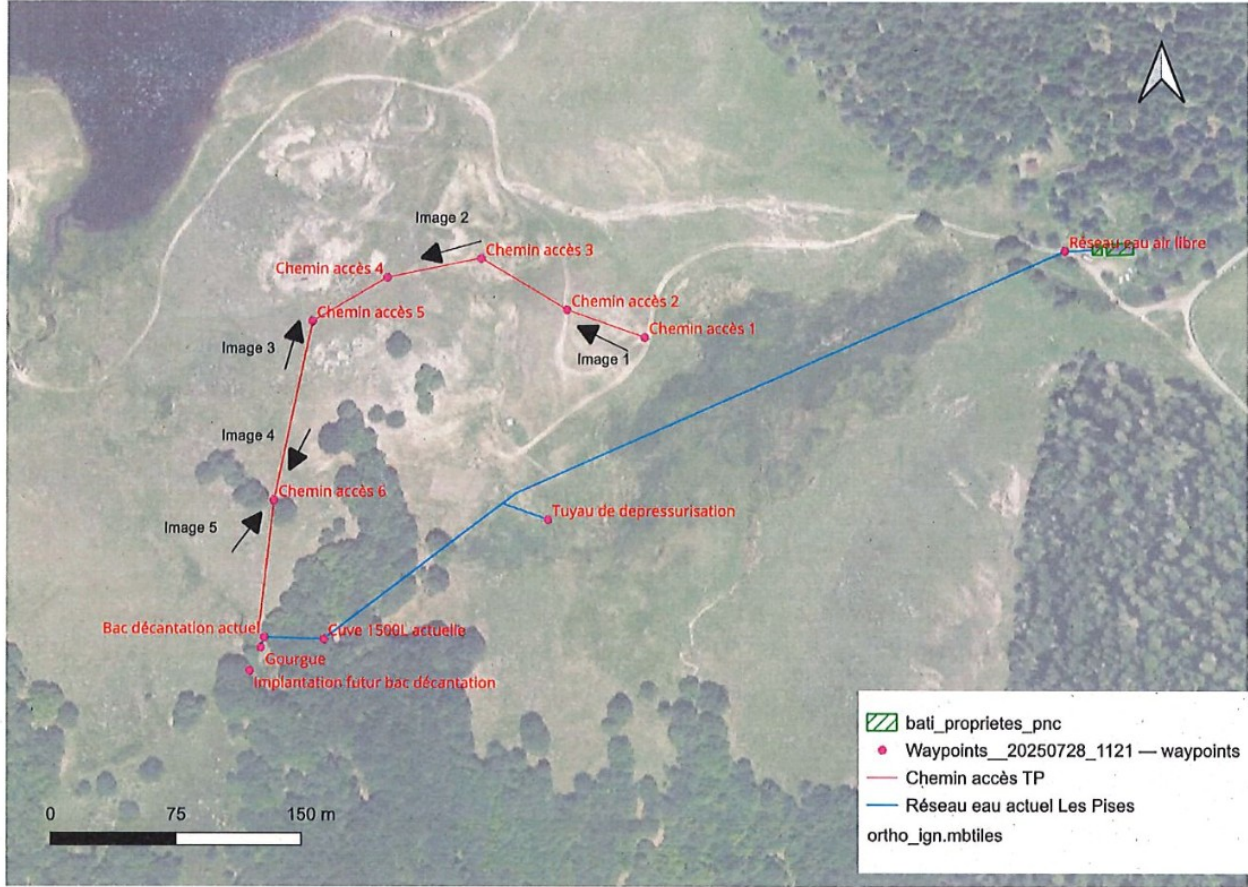 Image 2
Chemin accès 3
Réseau eau air libre
Chemin accès 4
Chemin accès 2
Chemin accès 5
Chemin accès 1
Image 3
Image 1
Image 4
Chemin accès 6
Tuyau de depressurisation
Image 5
Bac décantation actuel
Cuve 1500L actuelle
Gourgue
Implantation futur bac décantation
0 75 150 m
bati_proprietes_pnc
Waypoints__20250728_1121 — waypoints
Chemin accès TP
Réseau eau actuel Les Pises
ortho_ign.mbtiles